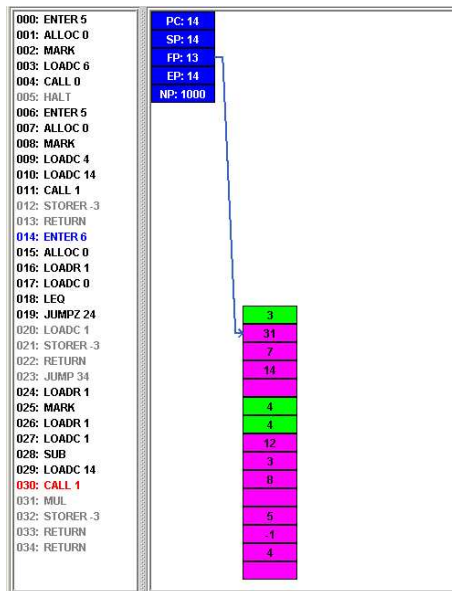 000: ENTER 5
001: ALLOC 0
002: MARK
003: LOADC 6
004: CALL 0
005: HALT
006: ENTER 5
007: ALLOC 0
008: MARK
009: LOADC 4
010: LOADC 14
011: CALL 1
012: STORER -3
013: RETURN
014: ENTER 6
015: ALLOC 0
016: LOADR 1
017: LOADC 0
018: LEQ
019: JUMPZ 24
020: LOADC 1
021: STORER -3
022: RETURN
023: JUMP 34
024: LOADR 1
025: MARK
026: LOADR 1
027: LOADC 1
028: SUB
029: LOADC 14
030: CALL 1
031: MUL
032: STORER -3
033: RETURN
034: RETURN
PC: 14
SP: 14
FP: 13
EP: 14
NP: 1000
3
31
7
14
4
4
12
3
8
5
-1
4